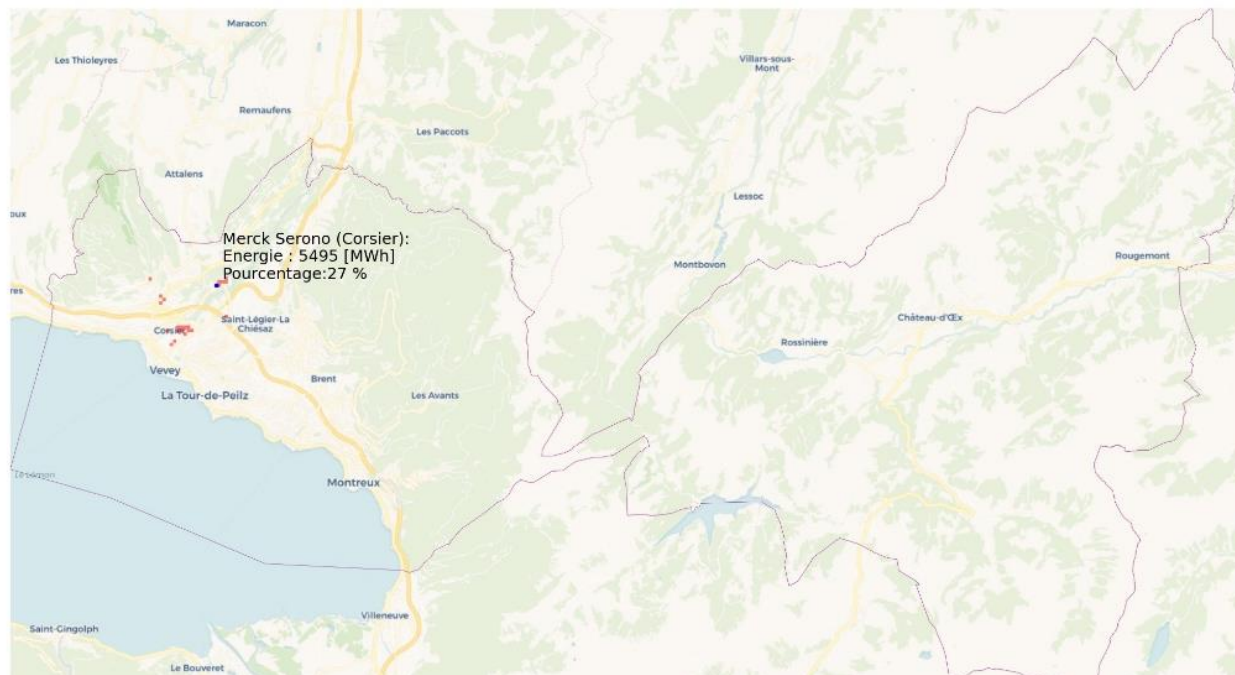 Maracon
Les Thioleyres
Villars-sous-
Mont
Remaufens
Les Paccots
Attalens
Lessoc
Merck Serono (Corsier):
Energie : 5495 [MWh]
Pourcentage:27 %
Montbovon
Rougemont
Saint-Légier-La
Chiésaz
Château-d'Œx
Corsier
Rossinière
Vevey
Brent
La Tour-de-Peilz
Les Avants
Montreux
Villeneuve
Saint-Gingolph
Le Bouveret